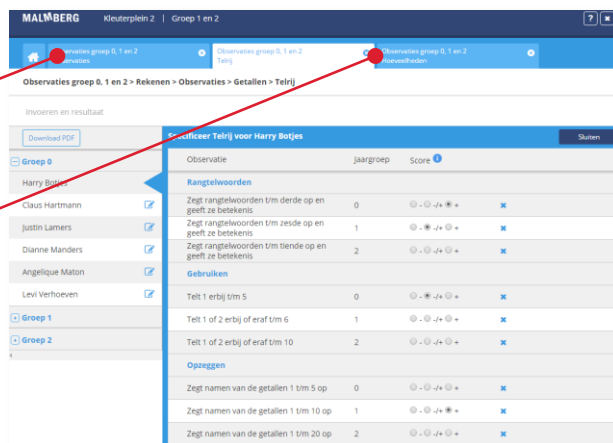 MALMBERG Kleuterplein 2 | Groep 1 en 2
Observaties groep 0, 1 en 2
Observaties groep 0, 1 en 2
Observaties groep 0, 1 en 2
Telrij
Hoeveelheden
Observaties groep 0, 1 en 2 > Rekenen > Observaties > Getallen > Telrij
Invoeren en resultaat
Download PDF
Specificeer Telrij voor Harry Botjes
Sluiten
Groep 0
Harry Botjes
Claus Hartmann
Justin Lamers
Dianne Manders
Angelique Maton
Levi Verhoeven
Groep 1
Groep 2
Observatie Jaargroep Score
Rangtelwoorden
Zegt rangtelwoorden t/m derde op en
geeft ze betekenis 0 - -/+ +
Zegt rangtelwoorden t/m zesde op en
geeft ze betekenis 1 - -/+ +
Zegt rangtelwoorden t/m tiende op en
geeft ze betekenis 2 - -/+ +
Gebruiken
Telt 1 erbij t/m 5 0 - -/+ +
Telt 1 of 2 erbij of eraf t/m 6 1 - -/+ +
Telt 1 of 2 erbij of eraf t/m 10 2 - -/+ +
Opzeggen
Zegt namen van de getallen 1 t/m 5 op 0 - -/+ +
Zegt namen van de getallen 1 t/m 10 op 1 - -/+ +
Zegt namen van de getallen 1 t/m 20 op 2 - -/+ +